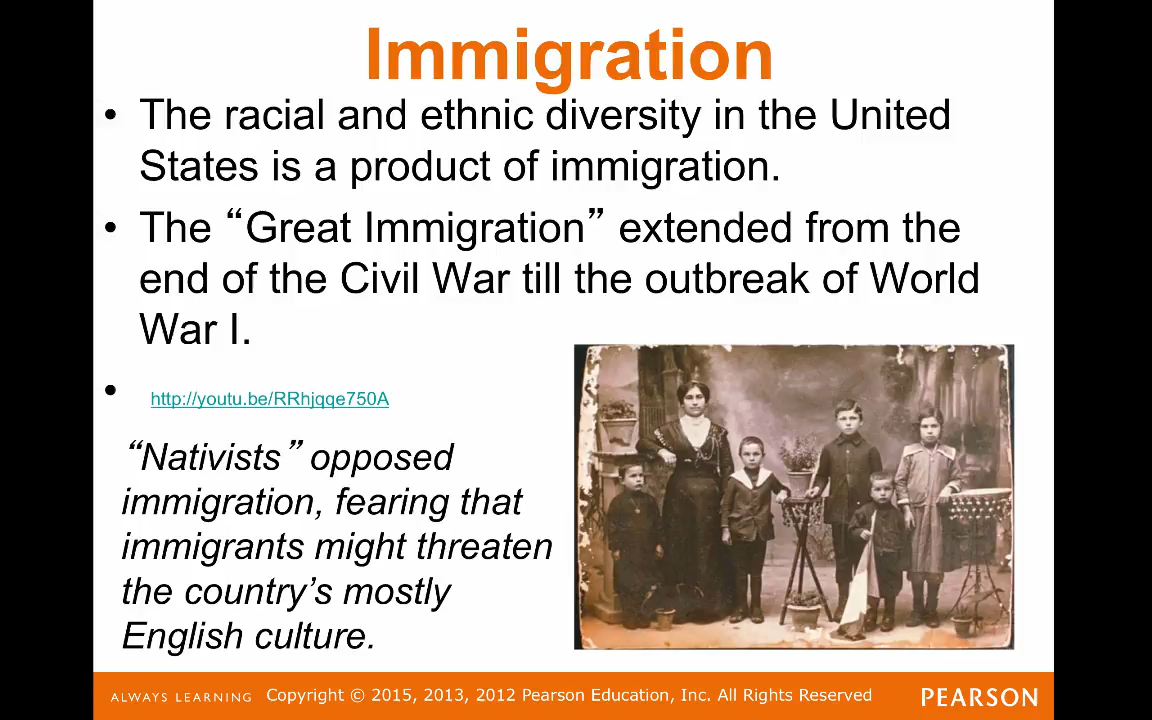 Immigration
• The racial and ethnic diversity in the United
States is a product of immigration.
• The “Great Immigration” extended from the
end of the Civil War till the outbreak of World
War I.
• http://youtu.be/RRhjqqe750A
“Nativists” opposed
immigration, fearing that
immigrants might threaten
the country’s mostly
English culture.
ALWAYS LEARNING Copyright © 2015, 2013, 2012 Pearson Education, Inc. All Rights Reserved PEARSON